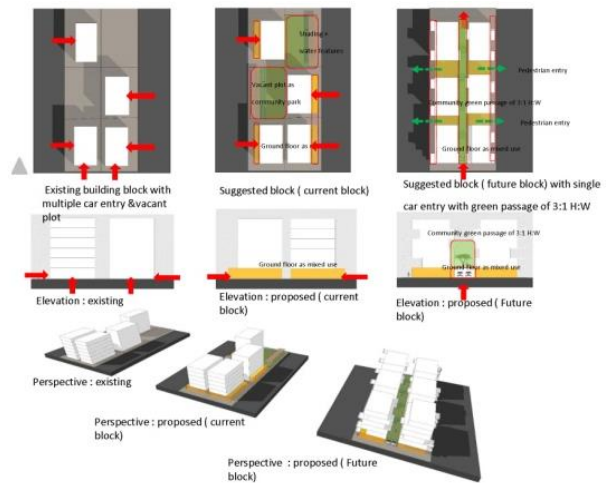 Shading +
water features
Vacant plot as
community park
Ground floor as mixed use
Pedestrian entry
Community green passage of 3:1 H:W
Pedestrian entry
Ground floor as mixed use
Existing building block with
multiple car entry &vacant
plot
Suggested block ( current block)
Suggested block ( future block) with single
car entry with green passage of 3:1 H:W
Ground floor as mixed use
Community green passage of 3:1 H:W
Ground floor as mixed use
Elevation : existing
Elevation : proposed ( current
block)
Elevation : proposed ( Future
block)
Perspective : existing
Perspective : proposed ( current
block)
Perspective : proposed ( Future
block)